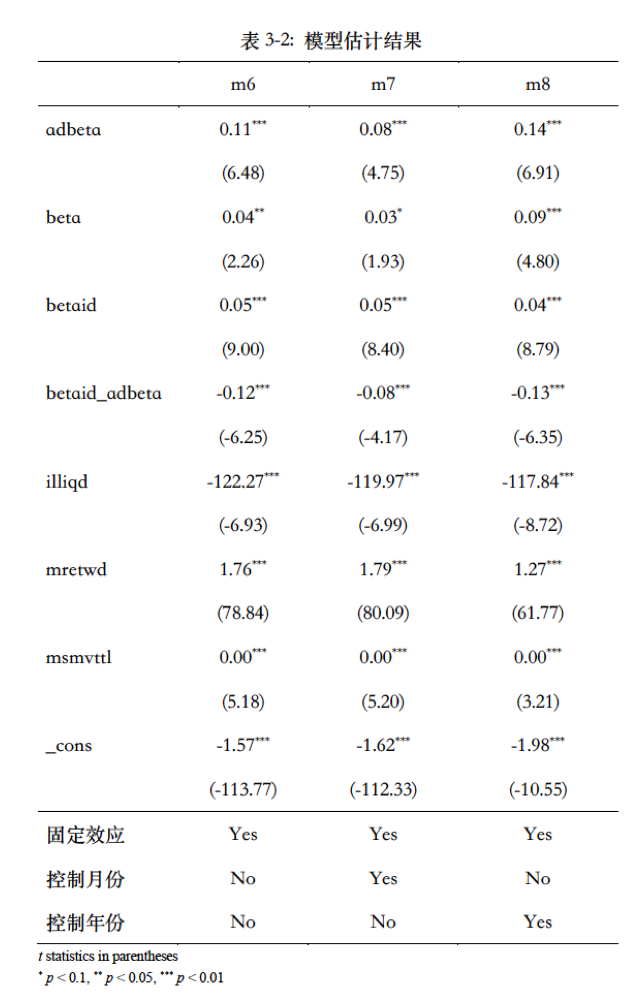 表 3-2: 模型估计结果
m6 m7 m8
adbeta 0.11*** 0.08*** 0.14***
(6.48) (4.75) (6.91)
beta 0.04** 0.03* 0.09***
(2.26) (1.93) (4.80)
betaid 0.05*** 0.05*** 0.04***
(9.00) (8.40) (8.79)
betaid_adbeta -0.12*** -0.08*** -0.13***
(-6.25) (-4.17) (-6.35)
illiqd -122.27*** -119.97*** -117.84***
(-6.93) (-6.99) (-8.72)
mretwd 1.76*** 1.79*** 1.27***
(78.84) (80.09) (61.77)
msmvttl 0.00*** 0.00*** 0.00***
(5.18) (5.20) (3.21)
_cons -1.57*** -1.62*** -1.98***
(-113.77) (-112.33) (-10.55)
固定效应 Yes Yes Yes
控制月份 No Yes No
控制年份 No No Yes
t statistics in parentheses
* p < 0.1, ** p < 0.05, *** p < 0.01